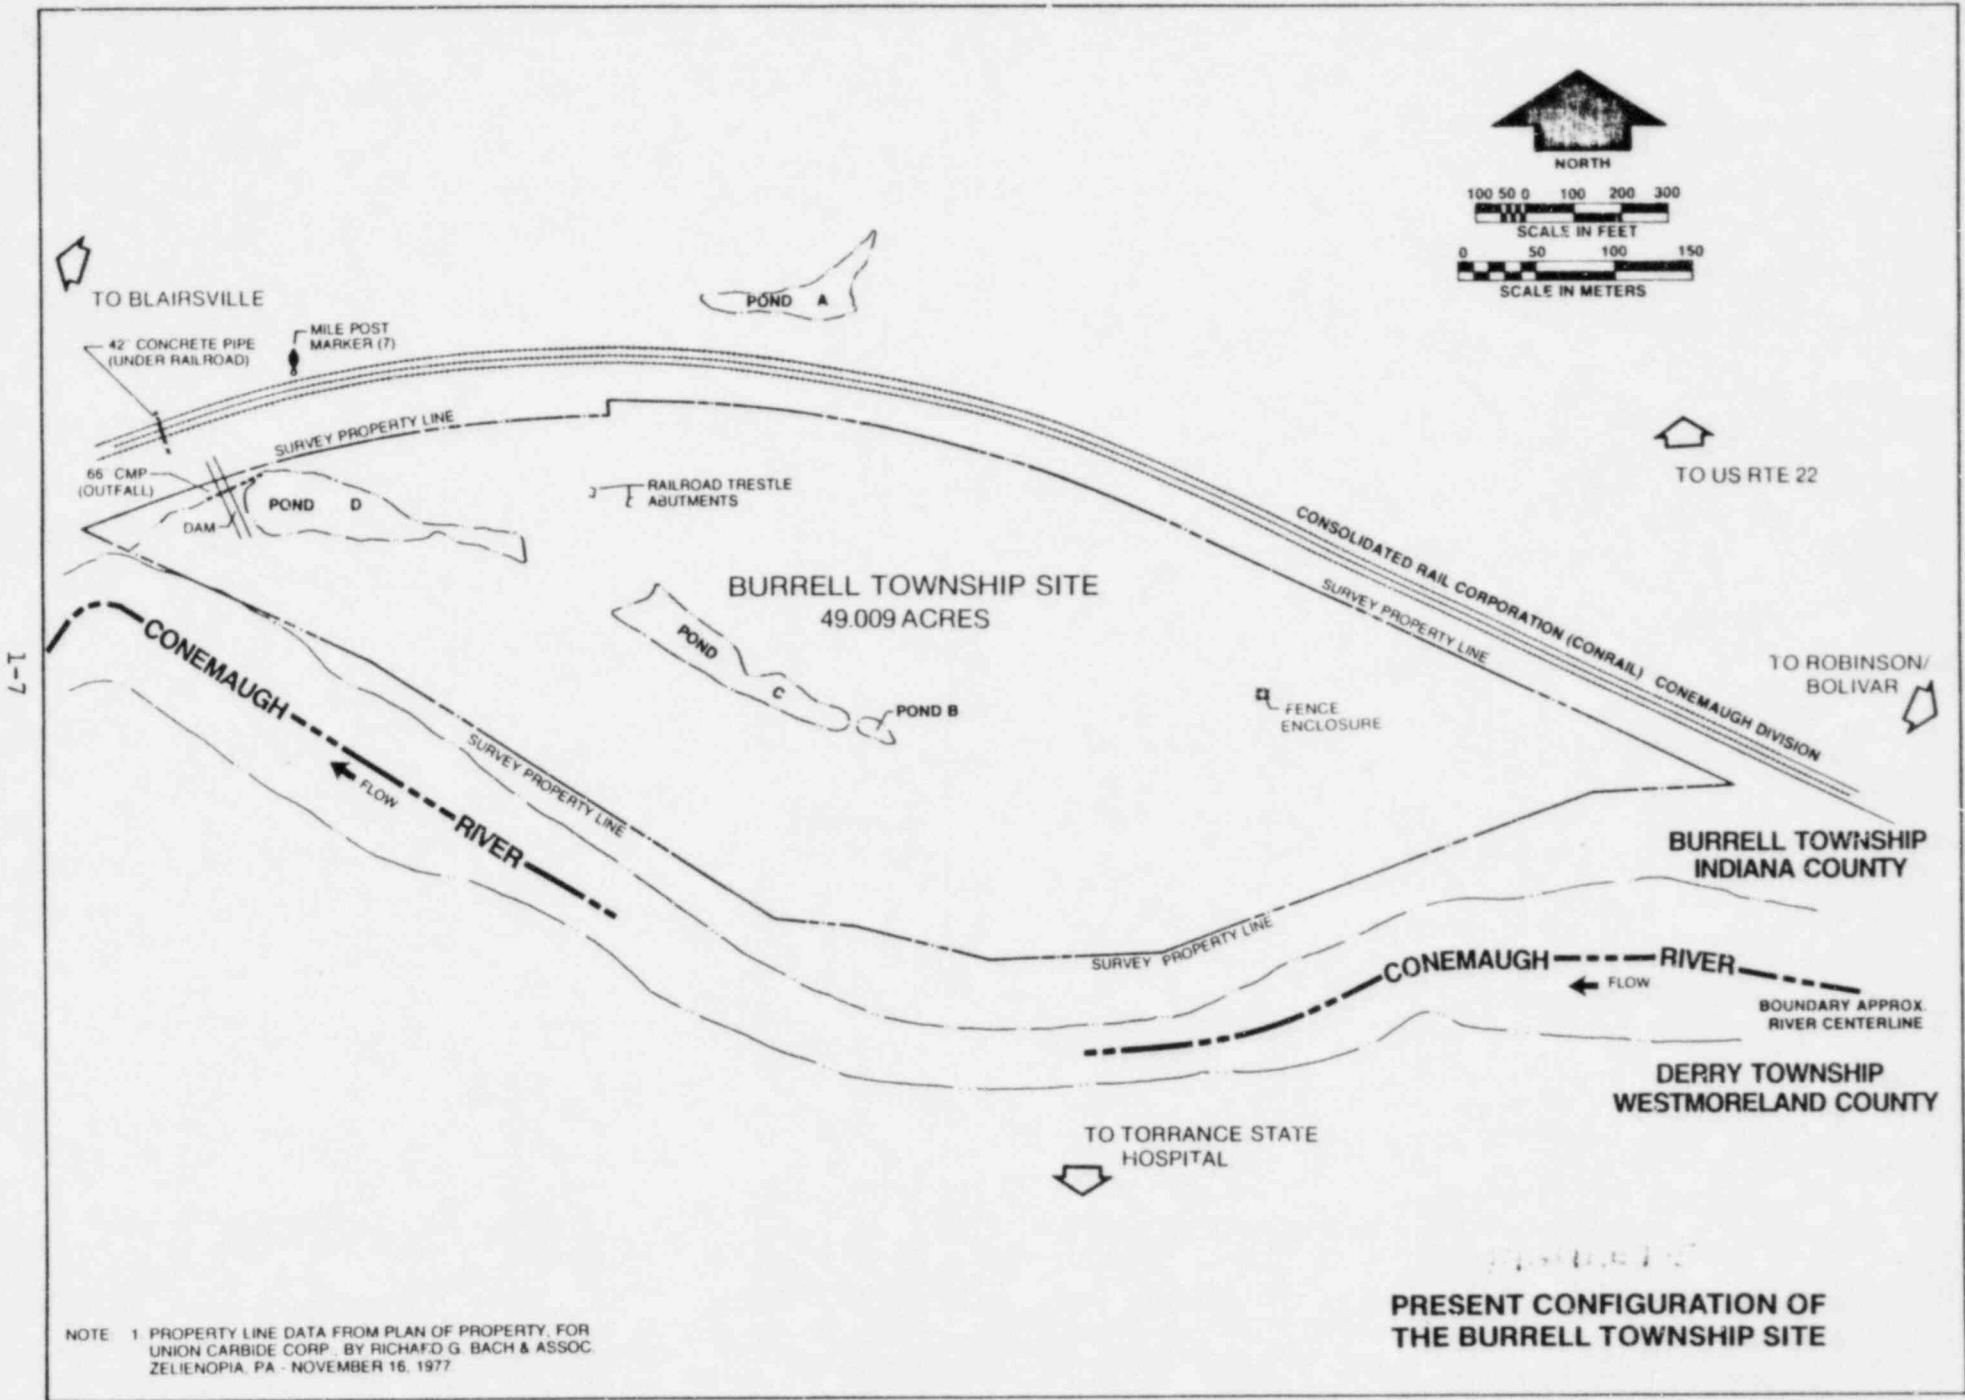 NORTH
100 50 0 100 200 300
SCALE IN FEET
0 50 100 150
SCALE IN METERS
TO BLAIRSVILLE
POND A
MILE POST
MARKER (7)
42" CONCRETE PIPE
(UNDER RAILROAD)
SURVEY PROPERTY LINE
TO US RTE 22
66" CMP
(OUTFALL)
POND D
DAM
RAILROAD TRESTLE
ABUTMENTS
CONSOLIDATED RAIL CORPORATION (CONRAIL) CONEMAUGH DIVISION
SURVEY PROPERTY LINE
BURRELL TOWNSHIP SITE
49.009 ACRES
POND C
POND B
FENCE
ENCLOSURE
TO ROBINSON/
BOLIVAR
1-7
CONEMAUGH RIVER
FLOW
SURVEY PROPERTY LINE
BURRELL TOWNSHIP
INDIANA COUNTY
SURVEY PROPERTY LINE
CONEMAUGH RIVER
FLOW
BOUNDARY APPROX.
RIVER CENTERLINE
DERRY TOWNSHIP
WESTMORELAND COUNTY
TO TORRANCE STATE
HOSPITAL
PRESENT CONFIGURATION OF
THE BURRELL TOWNSHIP SITE
NOTE: 1. PROPERTY LINE DATA FROM PLAN OF PROPERTY, FOR
UNION CARBIDE CORP., BY RICHARD G. BACH & ASSOC.
ZELIENOPIA, PA - NOVEMBER 16, 1977